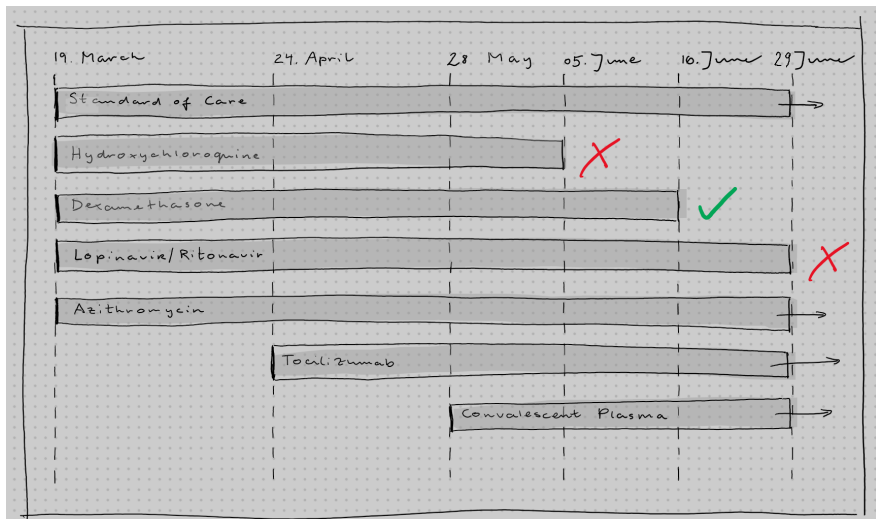 19. March 24. April 28 May 05. June 16. June 29 June
Standard of Care
Hydroxychloroquine
Dexamethasone
Lopinavir/Ritonavir
Azithromycin
Tocilizumab
Convalescent Plasma